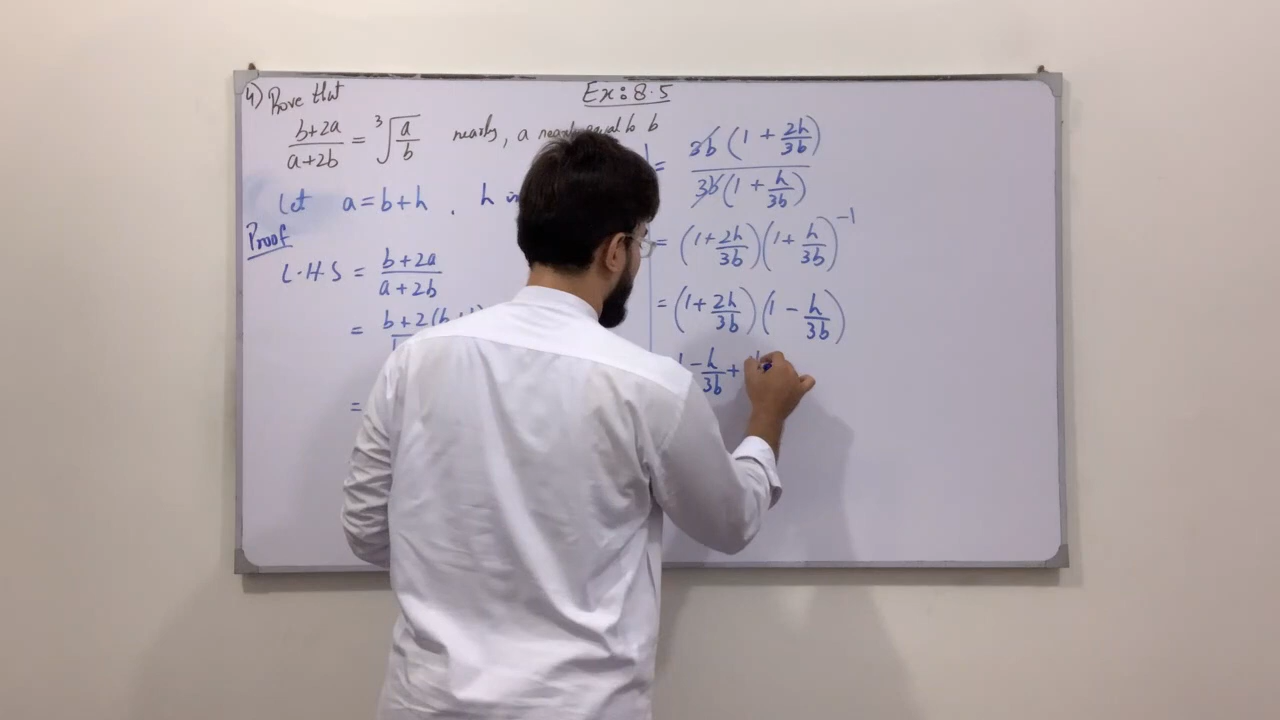 Ex: 8.5
4) Prove that
b+2a / a+2b = ∛(a/b) nearly, a nearly equal to b
Let a = b+h , h
Proof
L.H.S = b+2a / a+2b
= b+2(b+
=
= 3b(1 + 2h/3b) / 3b(1 + h/3b)
= (1 + 2h/3b)(1 + h/3b)^-1
= (1 + 2h/3b)(1 - h/3b)
1 - h/3b +